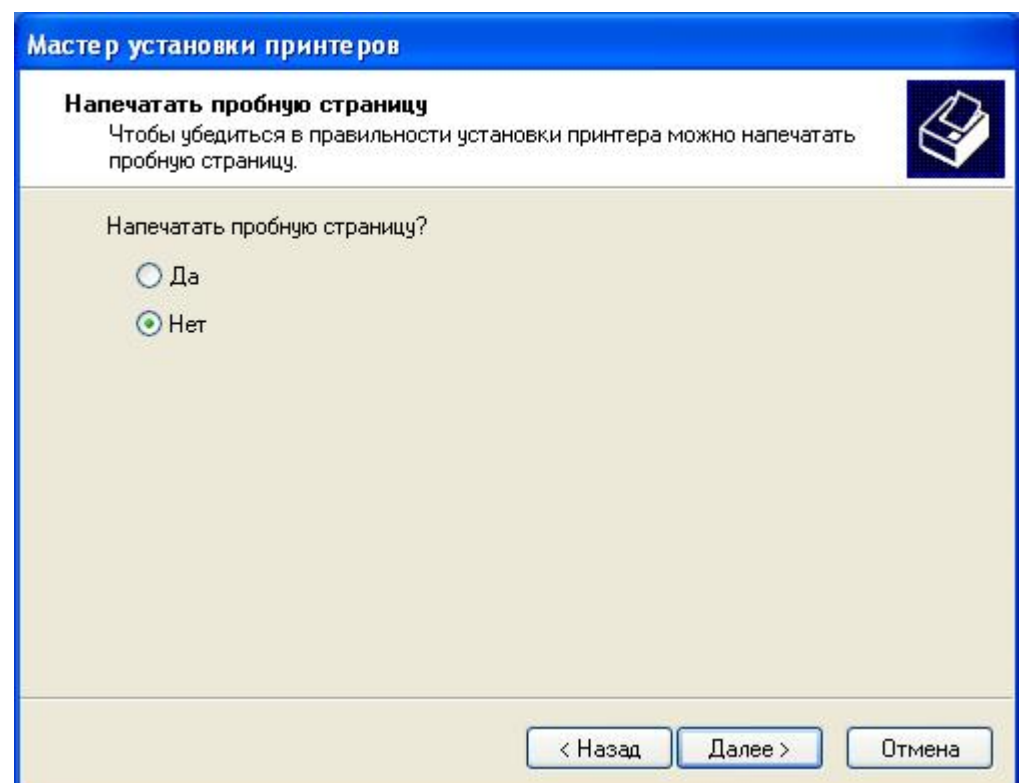 Мастер установки принтеров
Напечатать пробную страницу
Чтобы убедиться в правильности установки принтера можно напечатать
пробную страницу.
Напечатать пробную страницу?
Да
Нет
< Назад
Далее >
Отмена